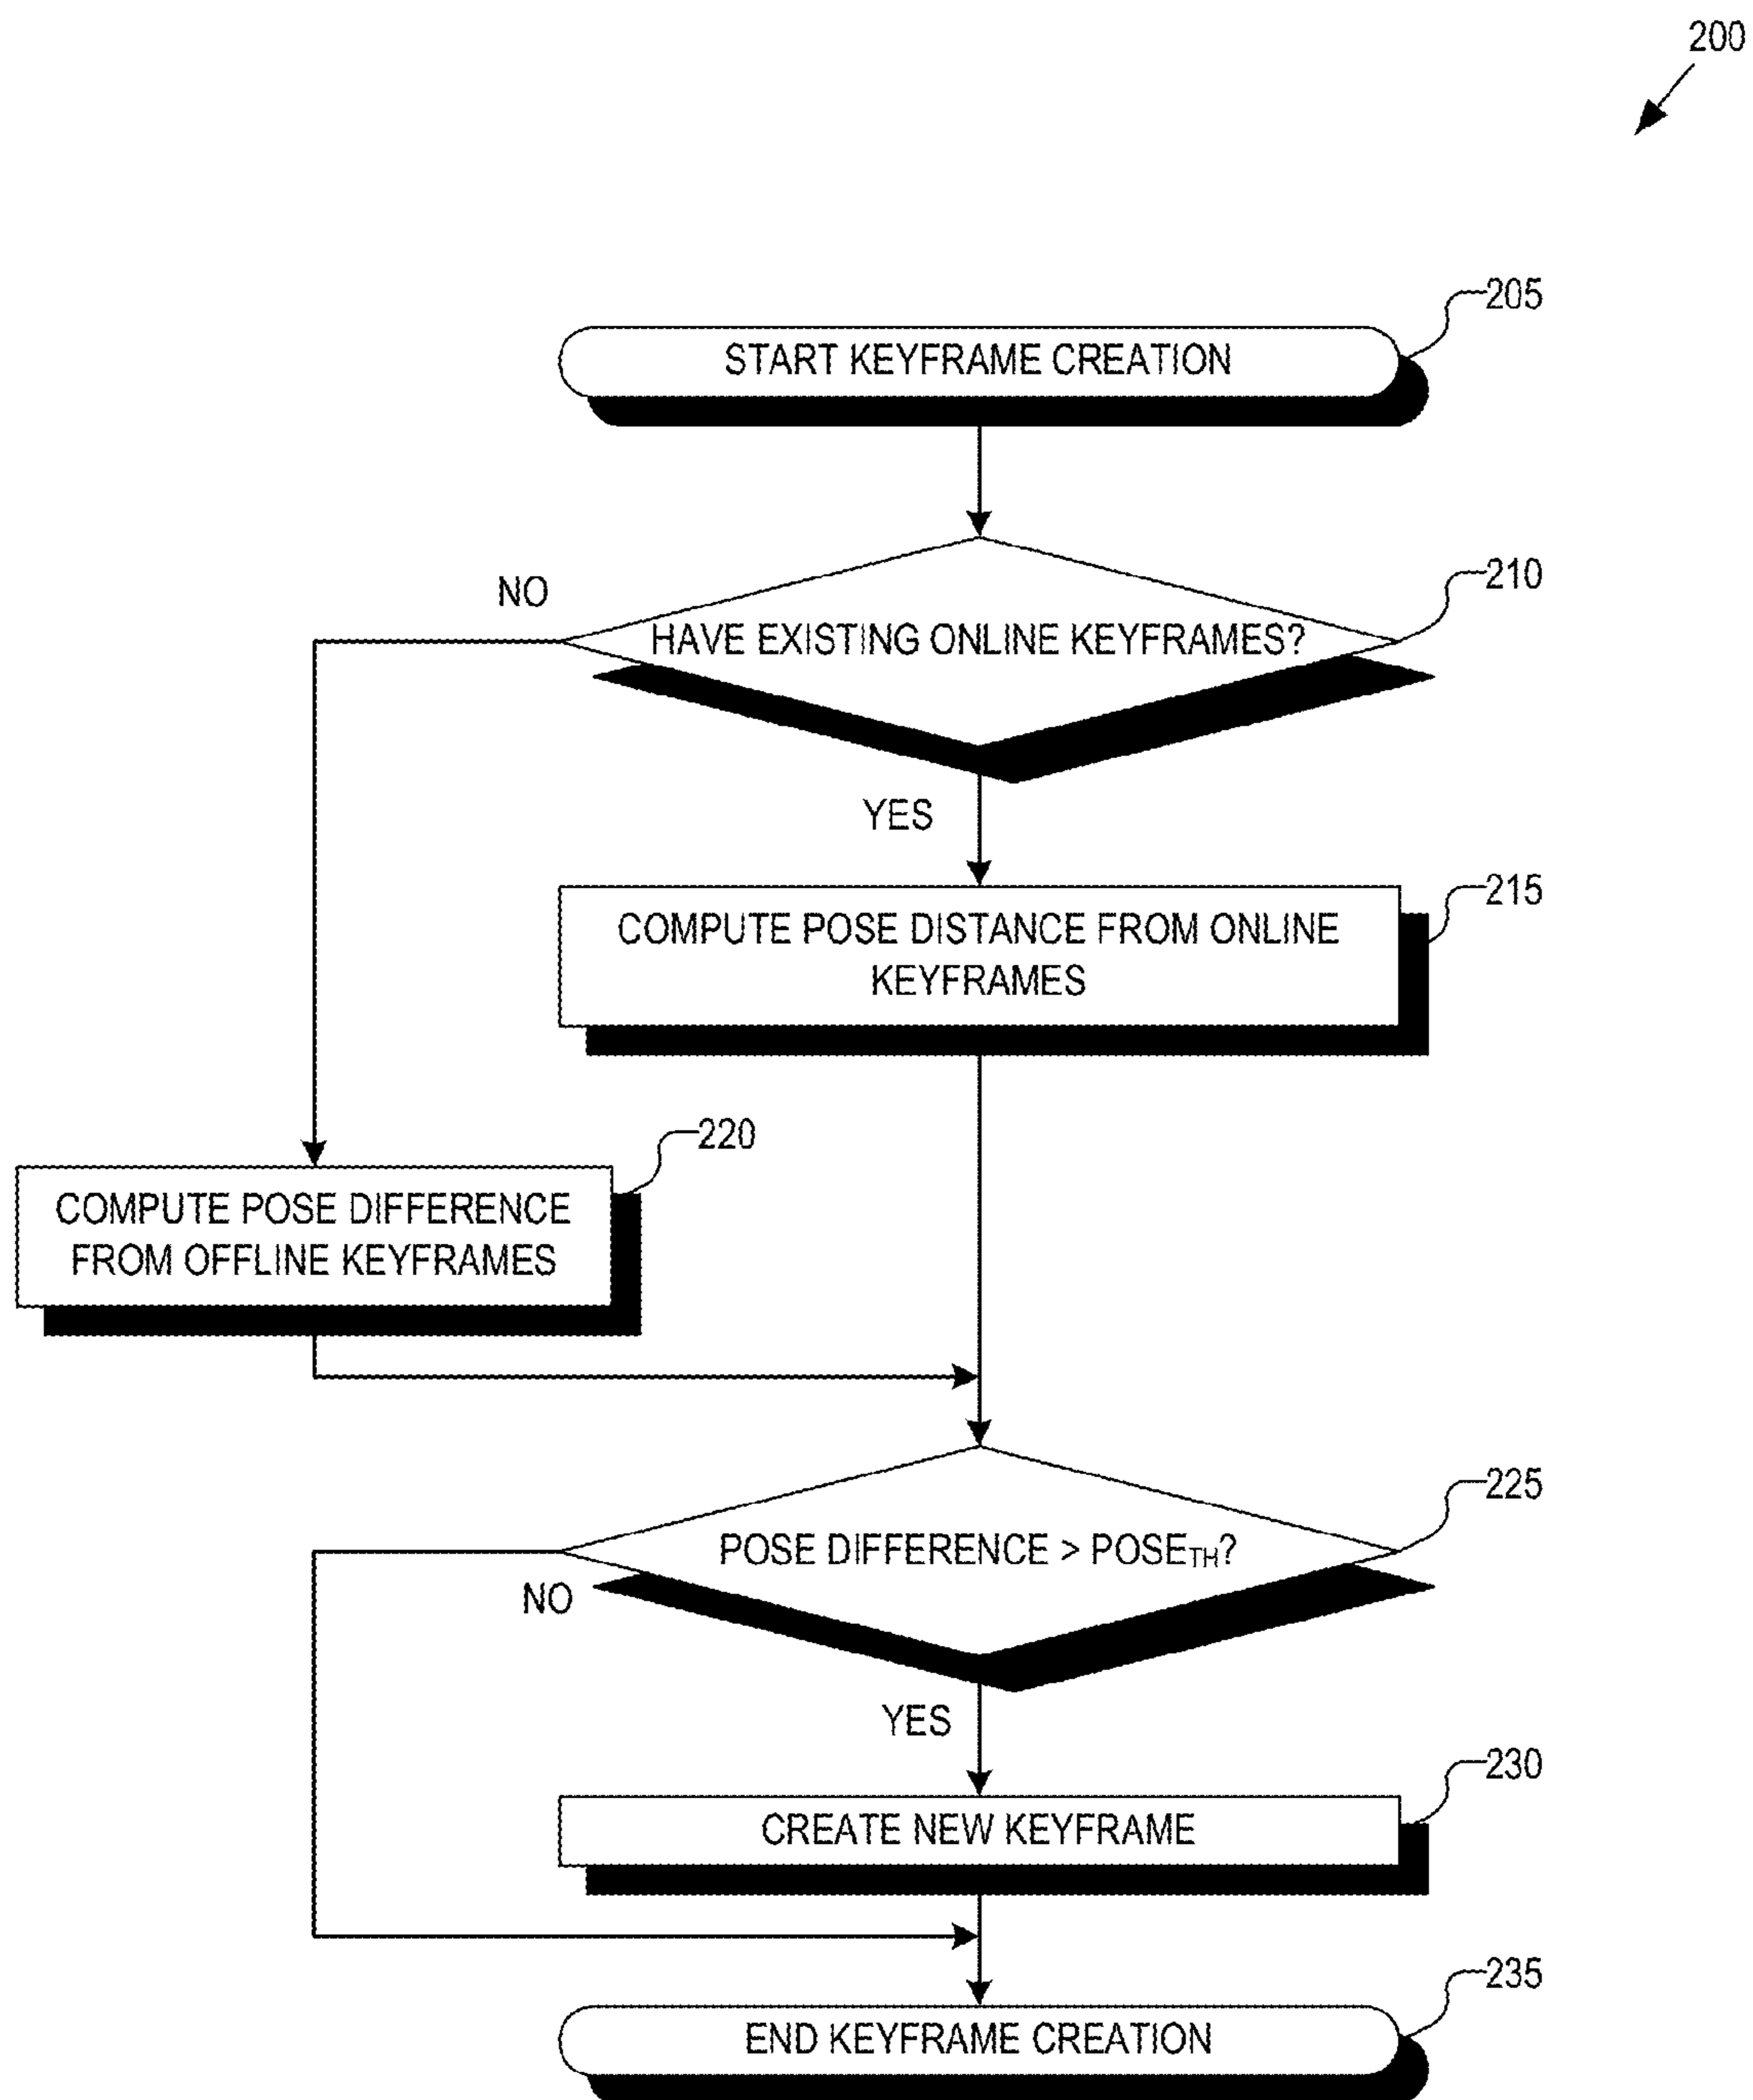 200
205
START KEYFRAME CREATION
210
NO
HAVE EXISTING ONLINE KEYFRAMES?
YES
215
COMPUTE POSE DISTANCE FROM ONLINE
KEYFRAMES
220
COMPUTE POSE DIFFERENCE
FROM OFFLINE KEYFRAMES
225
POSE DIFFERENCE > POSETH?
NO
YES
230
CREATE NEW KEYFRAME
235
END KEYFRAME CREATION